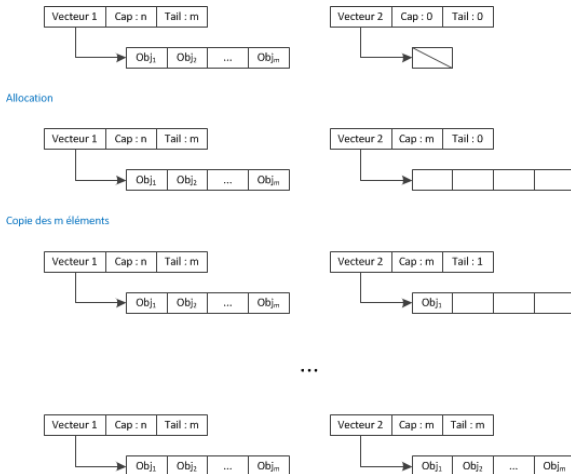 Vecteur 1 Cap : n Tail : m Vecteur 2 Cap : 0 Tail : 0
Obj₁ Obj₂ ... Objₘ
Allocation
Vecteur 1 Cap : n Tail : m Vecteur 2 Cap : m Tail : 0
Obj₁ Obj₂ ... Objₘ
Copie des m éléments
Vecteur 1 Cap : n Tail : m Vecteur 2 Cap : m Tail : 1
Obj₁ Obj₂ ... Objₘ Obj₁
...
Vecteur 1 Cap : n Tail : m Vecteur 2 Cap : m Tail : m
Obj₁ Obj₂ ... Objₘ Obj₁ Obj₂ ... Objₘ